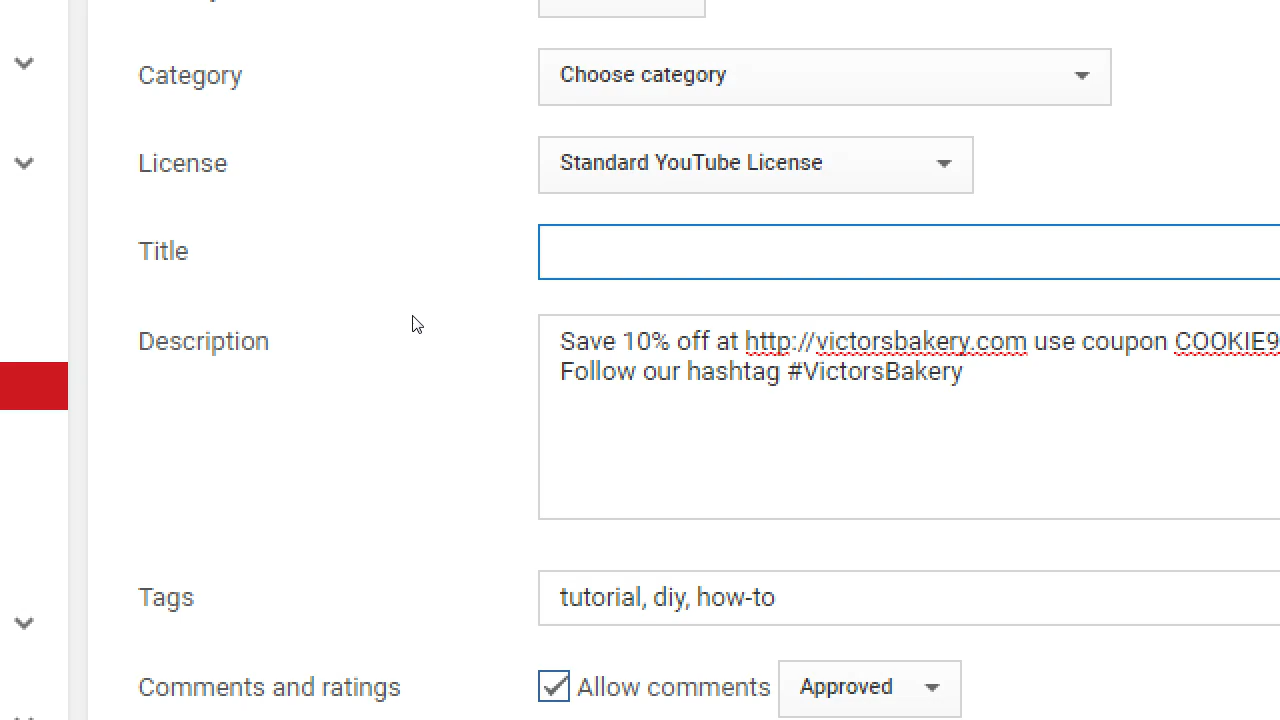 Category
Choose category
License
Standard YouTube License
Title
Description
Save 10% off at http://victorsbakery.com use coupon COOKIE9
Follow our hashtag #VictorsBakery
Tags
tutorial, diy, how-to
Comments and ratings
Allow comments
Approved